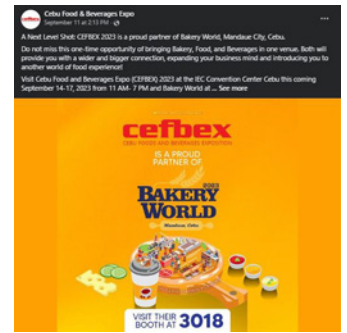 Cebu Food & Beverages Expo
September 11 at 2:13 PM
A Next Level Shot: CEFBEX 2023 is a proud partner of Bakery World, Mandaue City, Cebu.
Do not miss this one-time opportunity of bringing Bakery, Food, and Beverages in one venue. Both will
provide you with a wider and bigger connection, expanding your business mind and introducing you to
another world of food experience!
Visit Cebu Food and Beverages Expo (CEFBEX) 2023 at the IEC Convention Center Cebu this coming
September 14-17, 2023 from 11 AM- 7 PM and Bakery World at ... See more
cefbex
CEBU FOODS AND BEVERAGES EXPOSITION
IS A PROUD
PARTNER OF
2023
BAKERY
WORLD
Mandaue, Cebu
VISIT THEIR
BOOTH AT 3018